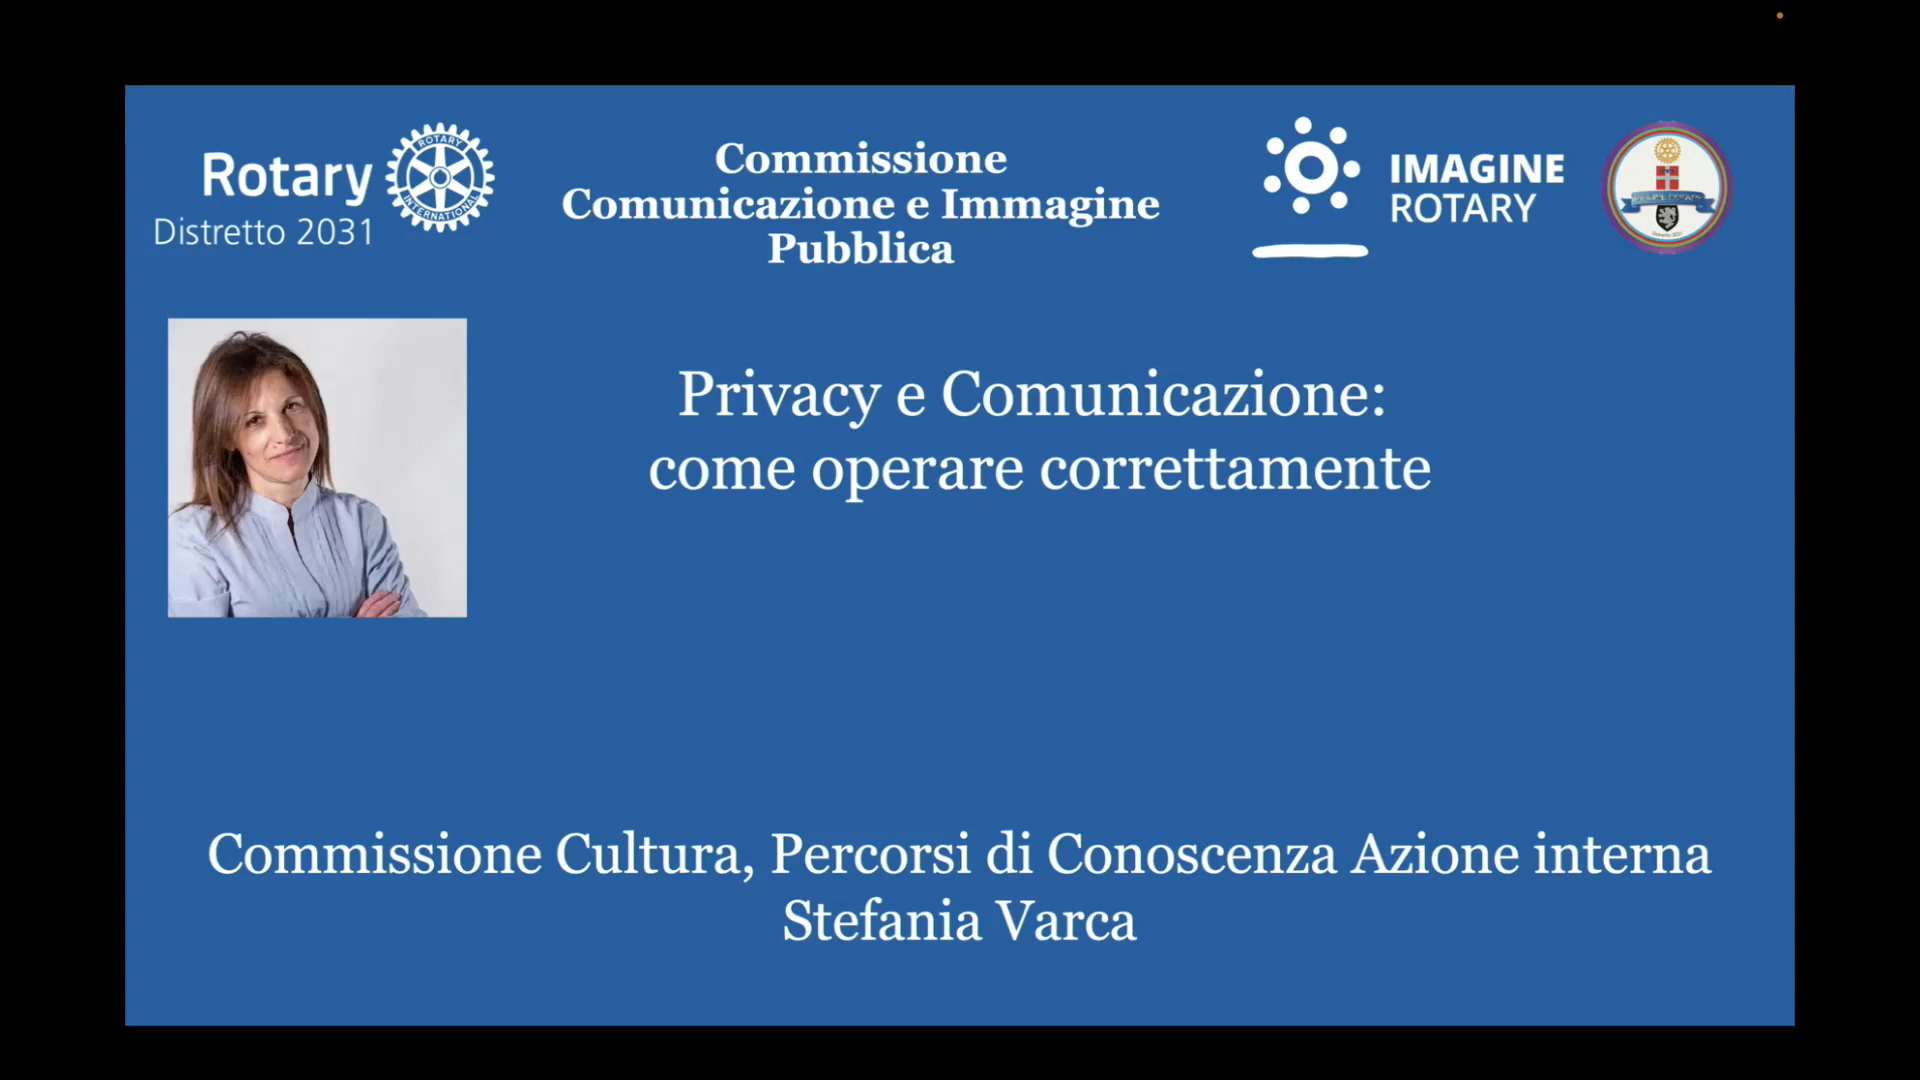 Rotary
Distretto 2031
ROTARY
INTERNATIONAL
Commissione
Comunicazione e Immagine
Pubblica
IMAGINE
ROTARY
Privacy e Comunicazione:
come operare correttamente
Commissione Cultura, Percorsi di Conoscenza Azione interna
Stefania Varca